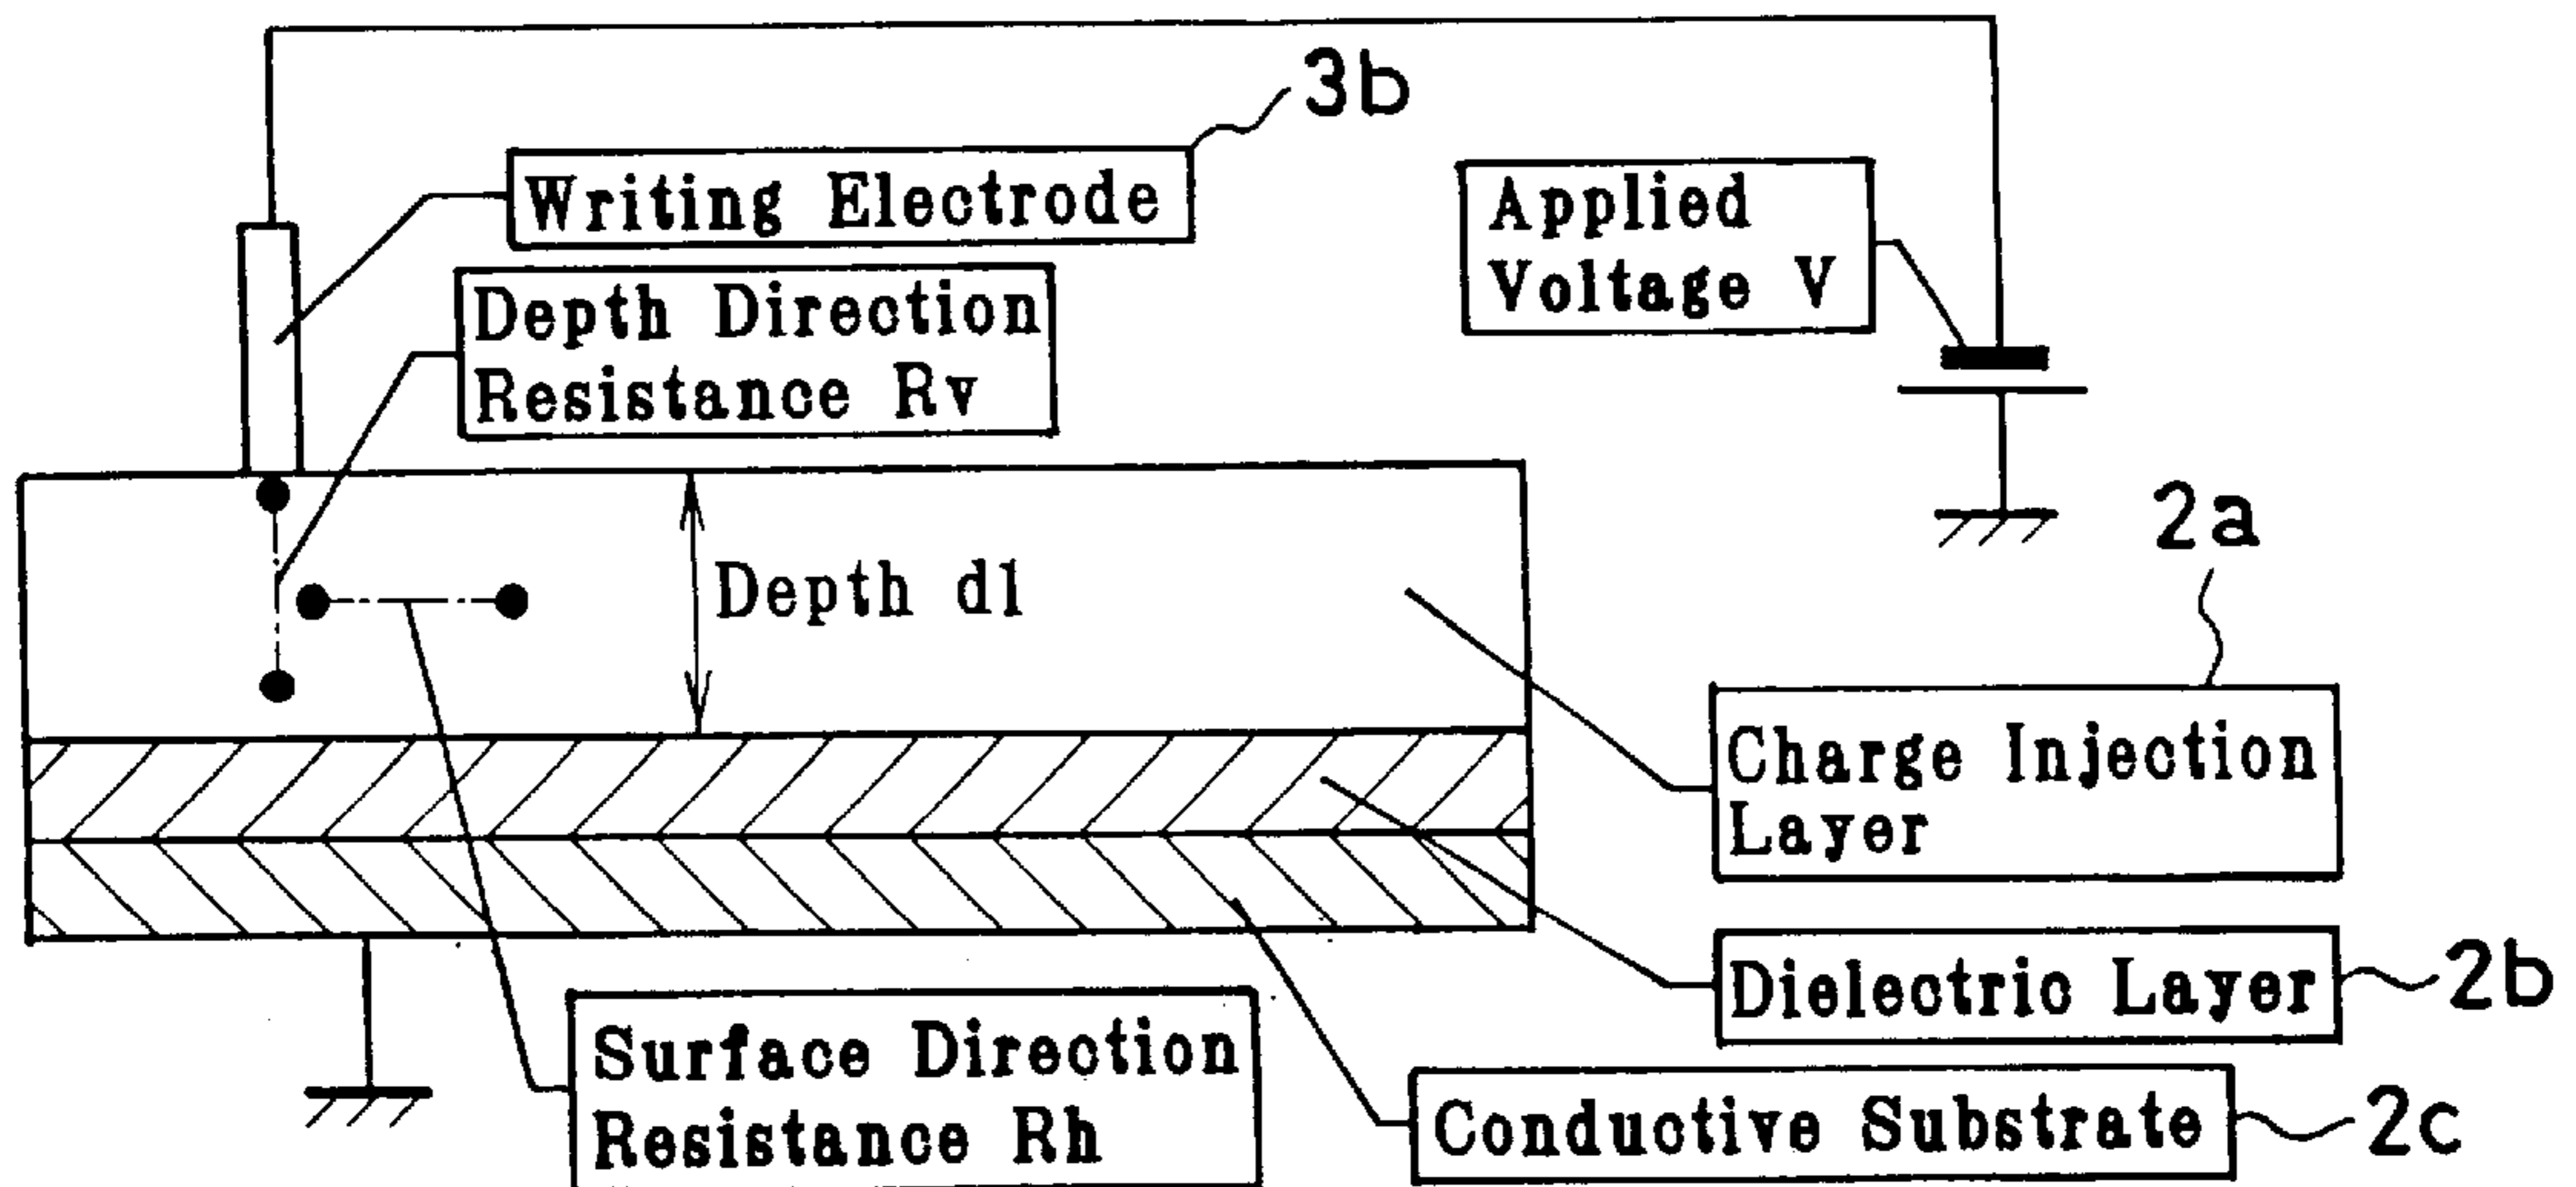 3b
Writing Electrode
Applied
Voltage V
Depth Direction
Resistance Rv
2a
Depth d1
Charge Injection
Layer
Dielectric Layer
2b
Surface Direction
Resistance Rh
Conductive Substrate
2c